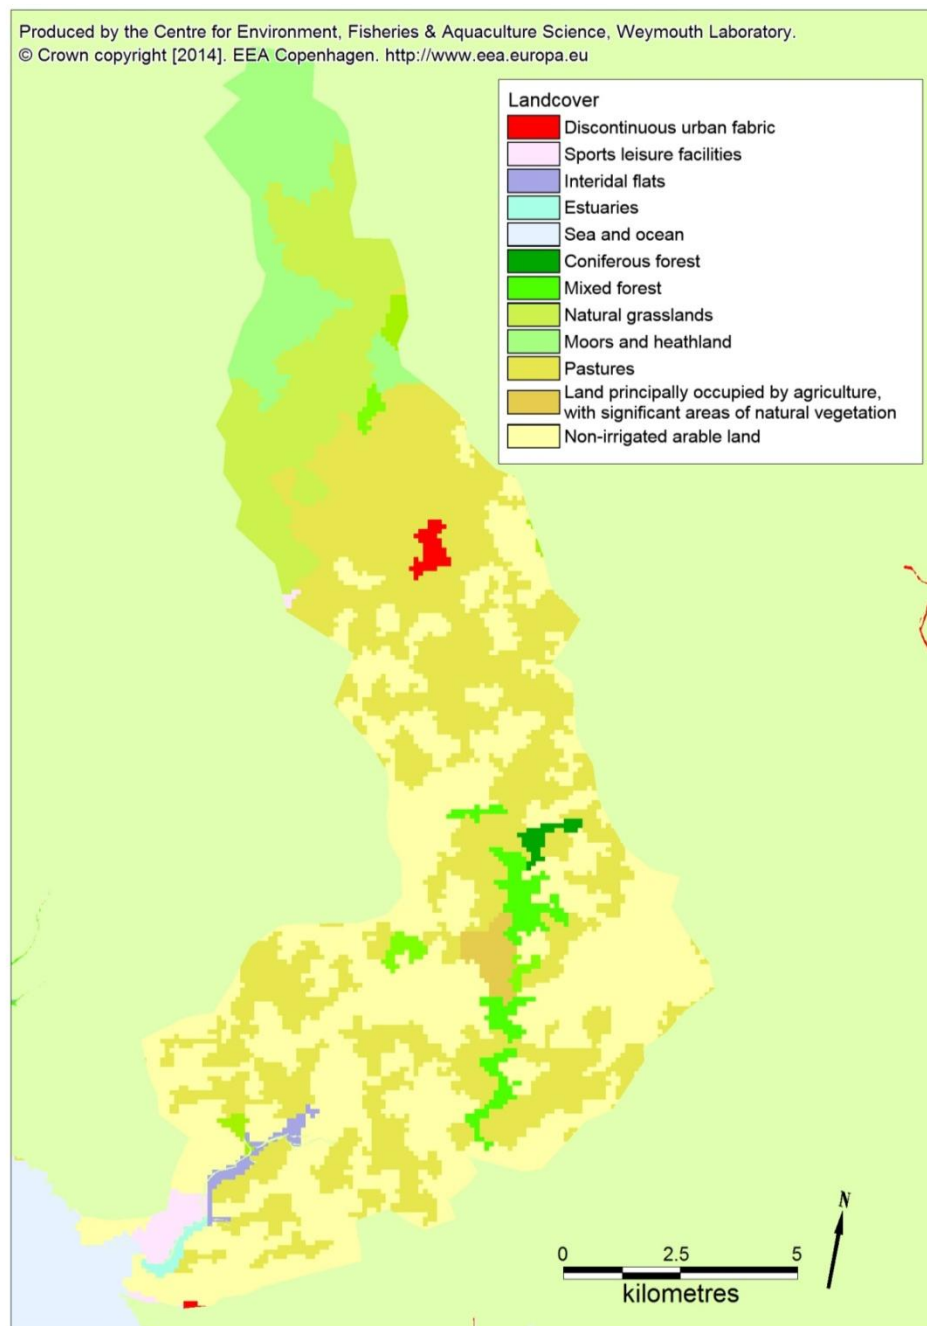 Produced by the Centre for Environment, Fisheries & Aquaculture Science, Weymouth Laboratory.
© Crown copyright [2014]. EEA Copenhagen. http://www.eea.europa.eu
Landcover
Discontinuous urban fabric
Sports leisure facilities
Interidal flats
Estuaries
Sea and ocean
Coniferous forest
Mixed forest
Natural grasslands
Moors and heathland
Pastures
Land principally occupied by agriculture,
with significant areas of natural vegetation
Non-irrigated arable land
N
0 2.5 5
kilometres